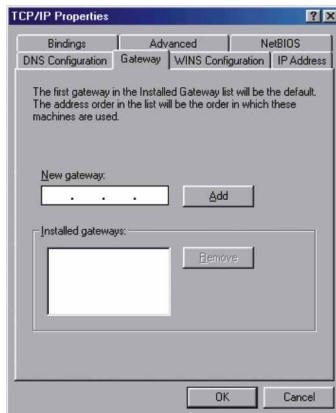 TCP/IP Properties
Bindings Advanced NetBIOS
DNS Configuration Gateway WINS Configuration IP Address
The first gateway in the Installed Gateway list will be the default.
The address order in the list will be the order in which these
machines are used.
New gateway:
. . . Add
Installed gateways:
Remove
OK Cancel